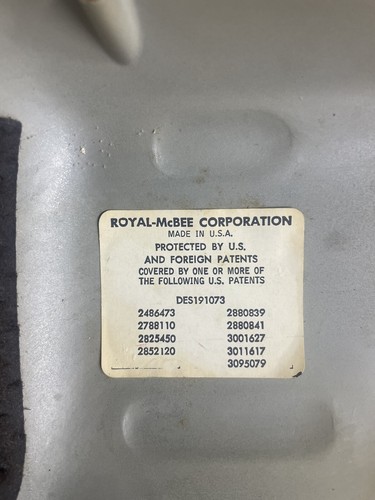 ROYAL-McBEE CORPORATION
MADE IN U.S.A.
PROTECTED BY U.S.
AND FOREIGN PATENTS
COVERED BY ONE OR MORE OF
THE FOLLOWING U.S. PATENTS
DES191073
2486473 2880839
2788110 2880841
2825450 3001627
2852120 3011617
3095079